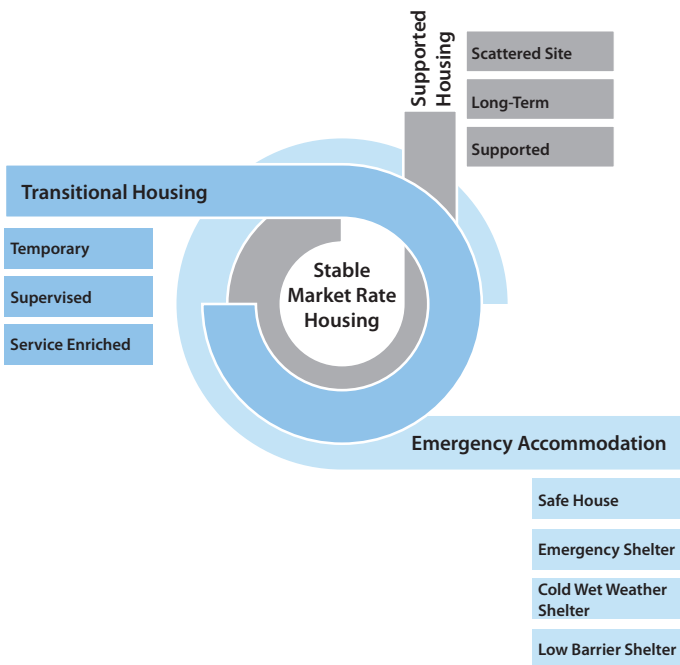 Supported
Housing
Scattered Site
Long-Term
Supported
Transitional Housing
Temporary
Supervised
Service Enriched
Stable
Market Rate
Housing
Emergency Accommodation
Safe House
Emergency Shelter
Cold Wet Weather
Shelter
Low Barrier Shelter